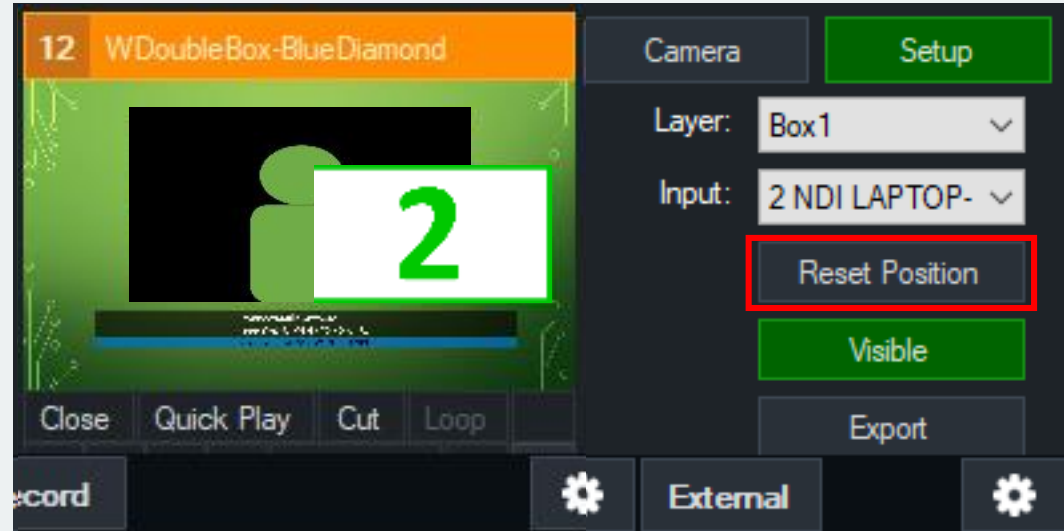 12 WDoubleBox-BlueDiamond
2
Close Quick Play Cut Loop
ecord
Camera Setup
Layer: Box1
Input: 2 NDI LAPTOP-
Reset Position
Visible
Export
External